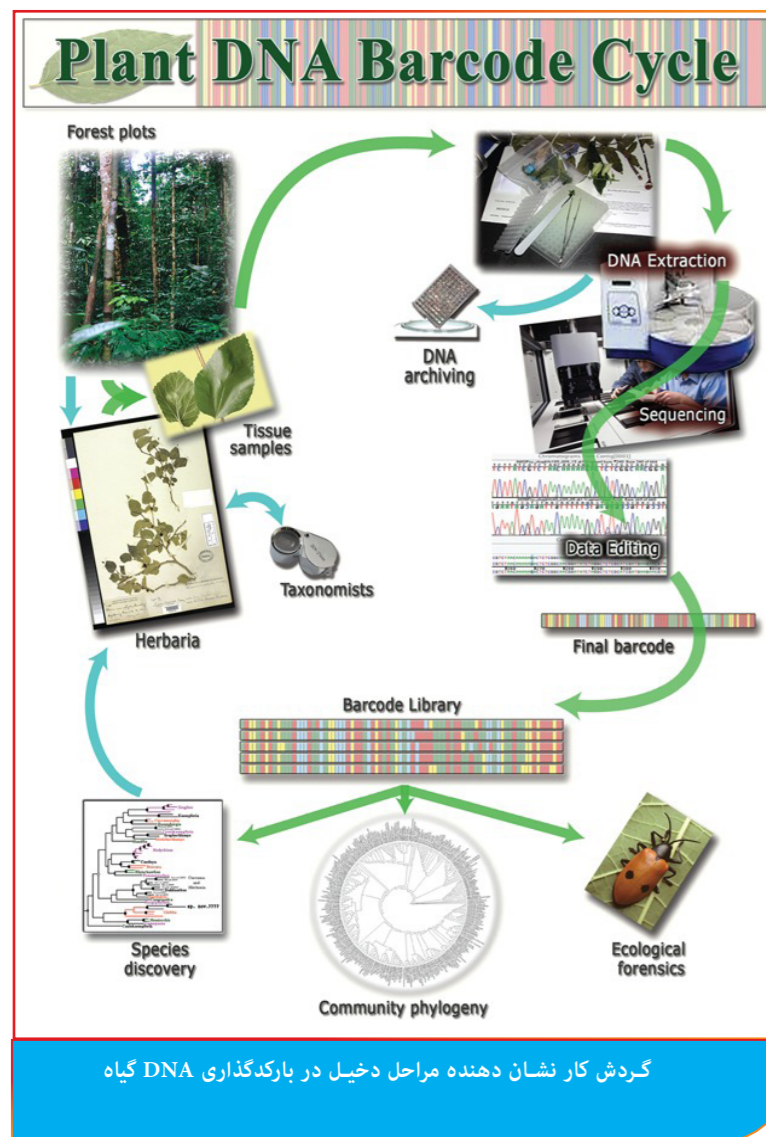 Plant DNA Barcode Cycle
Forest plots
DNA Extraction
DNA
archiving
Sequencing
Tissue
samples
Data Editing
Taxonomists
Herbaria
Final barcode
Barcode Library
Species
discovery
Community phylogeny
Ecological
forensics
گردش کار نشان دهنده مراحل دخیل در بارکدگذاری DNA گیاه